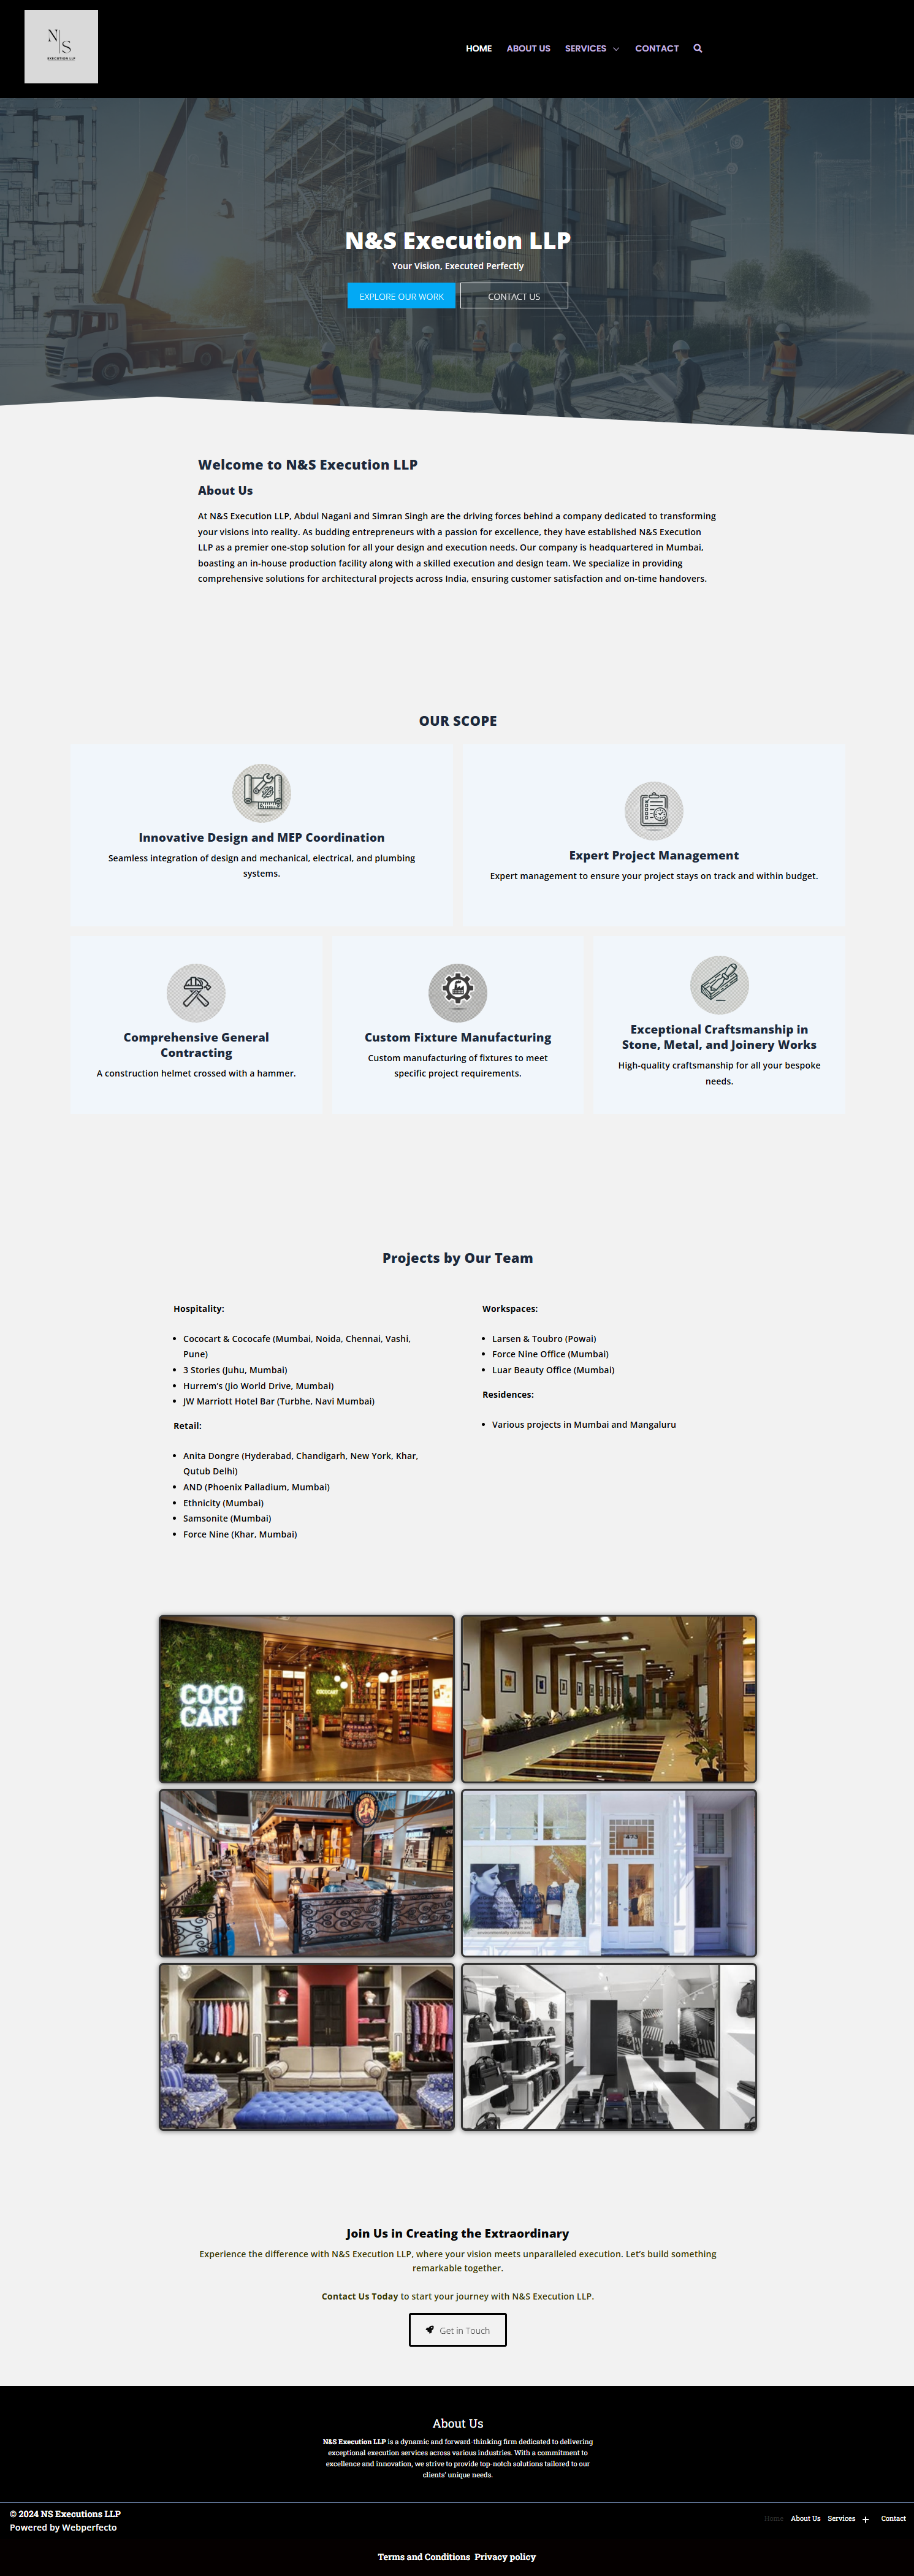 N S
EXECUTION LLP
HOME ABOUT US SERVICES CONTACT
N&S Execution LLP
Your Vision, Executed Perfectly
EXPLORE OUR WORK CONTACT US
Welcome to N&S Execution LLP
About Us
At N&S Execution LLP, Abdul Nagani and Simran Singh are the driving forces behind a company dedicated to transforming
your visions into reality. As budding entrepreneurs with a passion for excellence, they have established N&S Execution
LLP as a premier one-stop solution for all your design and execution needs. Our company is headquartered in Mumbai,
boasting an in-house production facility along with a skilled execution and design team. We specialize in providing
comprehensive solutions for architectural projects across India, ensuring customer satisfaction and on-time handovers.
OUR SCOPE
Innovative Design and MEP Coordination
Seamless integration of design and mechanical, electrical, and plumbing
systems.
Expert Project Management
Expert management to ensure your project stays on track and within budget.
Comprehensive General
Contracting
A construction helmet crossed with a hammer.
Custom Fixture Manufacturing
Custom manufacturing of fixtures to meet
specific project requirements.
Exceptional Craftsmanship in
Stone, Metal, and Joinery Works
High-quality craftsmanship for all your bespoke
needs.
Projects by Our Team
Hospitality:
• Cococart & Cococafe (Mumbai, Noida, Chennai, Vashi,
Pune)
• 3 Stories (Juhu, Mumbai)
• Hurrem's (Jio World Drive, Mumbai)
• JW Marriott Hotel Bar (Turbhe, Navi Mumbai)
Retail:
• Anita Dongre (Hyderabad, Chandigarh, New York, Khar,
Qutub Delhi)
• AND (Phoenix Palladium, Mumbai)
• Ethnicity (Mumbai)
• Samsonite (Mumbai)
• Force Nine (Khar, Mumbai)
Workspaces:
• Larsen & Toubro (Powai)
• Force Nine Office (Mumbai)
• Luar Beauty Office (Mumbai)
Residences:
• Various projects in Mumbai and Mangaluru
COCO
CART
COCOCART
Join Us in Creating the Extraordinary
Experience the difference with N&S Execution LLP, where your vision meets unparalleled execution. Let's build something
remarkable together.
Contact Us Today to start your journey with N&S Execution LLP.
Get in Touch
About Us
N&S Execution LLP is a dynamic and forward-thinking firm dedicated to delivering
exceptional execution services across various industries. With a commitment to
excellence and innovation, we strive to provide top-notch solutions tailored to our
clients' unique needs.
© 2024 NS Executions LLP
Powered by Webperfecto
Home About Us Services + Contact
Terms and Conditions Privacy policy